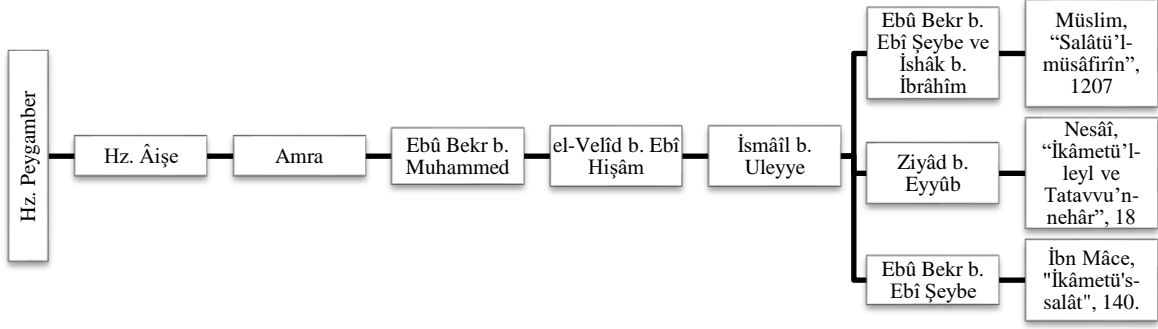 Hz. Peygamber
Hz. Âişe
Amra
Ebû Bekr b.
Muhammed
el-Velîd b. Ebî
Hişâm
İsmâîl b.
Uleyye
Ebû Bekr b.
Ebî Şeybe ve
İshâk b.
İbrâhîm
Müslim,
“Salâtü’l-
müsâfirîn”,
1207
Ziyâd b.
Eyyûb
Nesâî,
“İkâmetü’l-
leyl ve
Tatavvu’n-
nehâr”, 18
Ebû Bekr b.
Ebî Şeybe
İbn Mâce,
"İkâmetü's-
salât", 140.